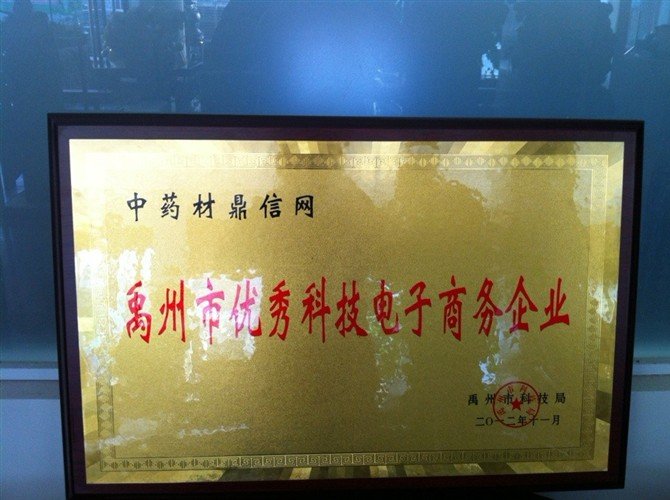 中药材鼎信网
禹州市优秀科技电子商务企业
禹州市科技局
二〇一二年十一月